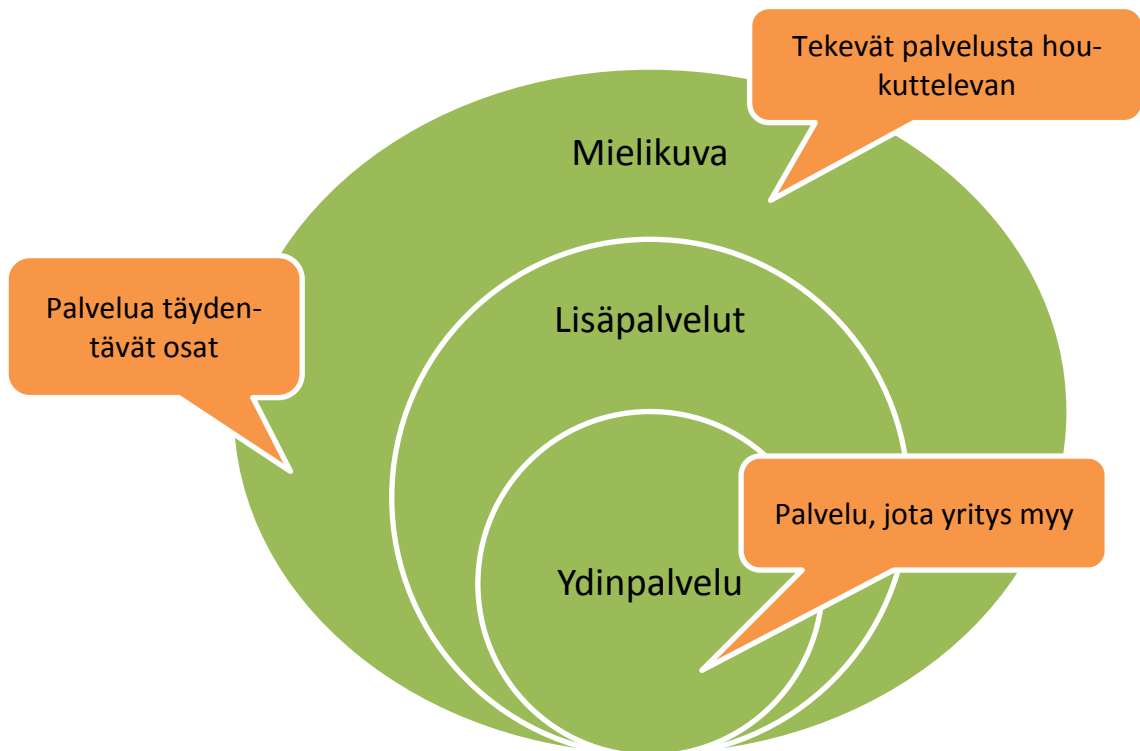 Tekevät palvelusta hou-
kuttelevan
Mielikuva
Palvelua täyden-
tävät osat
Lisäpalvelut
Palvelu, jota yritys myy
Ydinpalvelu